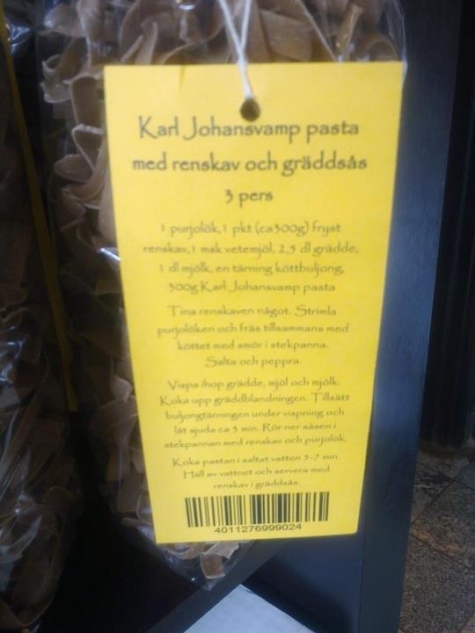 Karl Johansvamp pasta
med renskav och gräddsås
3 pers
1 purjolök, 1 pkt (ca300g) fryst
renskav, 1 msk vetemjöl, 2,5 dl grädde,
1 dl mjölk, en tärning köttbuljong,
300g Karl Johansvamp pasta
Tina renskaven något. Strimla
purjolöken och fräs tillsammans med
köttet med smör i stekpanna.
Salta och peppra.
Vispa ihop grädde, mjöl och mjölk.
Koka upp gräddblandningen. Tillsätt
buljongtärningen under vispning och
låt sjuda ca 3 min. Rör ner såsen i
stekpannan med renskav och purjolök.
Koka pastan i saltat vatten 5-7 min.
Häll av vattnet och servera med
renskav i gräddsås.
4011276999024